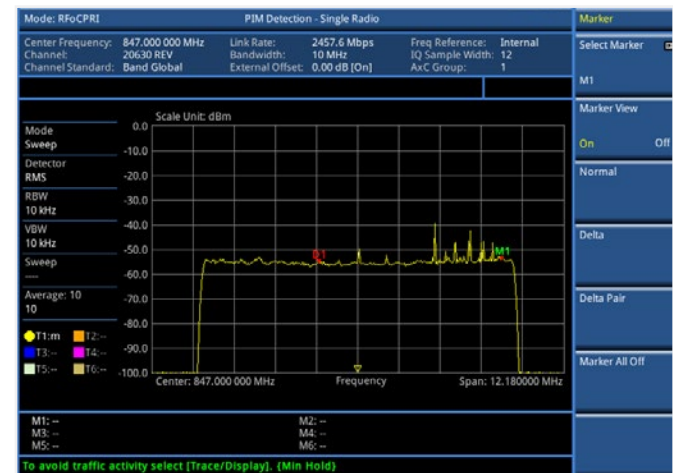 Mode: RFoCPRI PIM Detection - Single Radio Marker
Center Frequency: 847.000 000 MHz Link Rate: 2457.6 Mbps Freq Reference: Internal
Channel: 20630 REV Bandwidth: 10 MHz IQ Sample Width: 12
Channel Standard: Band Global External Offset: 0.00 dB [On] AxC Group: 1
Select Marker
M1
Marker View
On Off
Normal
Delta
Delta Pair
Marker All Off
Scale Unit: dBm
Mode
Sweep
Detector
RMS
RBW
10 kHz
VBW
10 kHz
Sweep
----
Average: 10
10
T1:m T2:--
T3:-- T4:--
T5:-- T6:--
0.0
-10.0
-20.0
-30.0
-40.0
-50.0
-60.0
-70.0
-80.0
-90.0
-100.0
D1 M1
Center: 847.000 000 MHz Frequency Span: 12.180000 MHz
M1: -- M2: --
M3: -- M4: --
M5: -- M6: --
To avoid traffic activity select [Trace/Display]. {Min Hold}